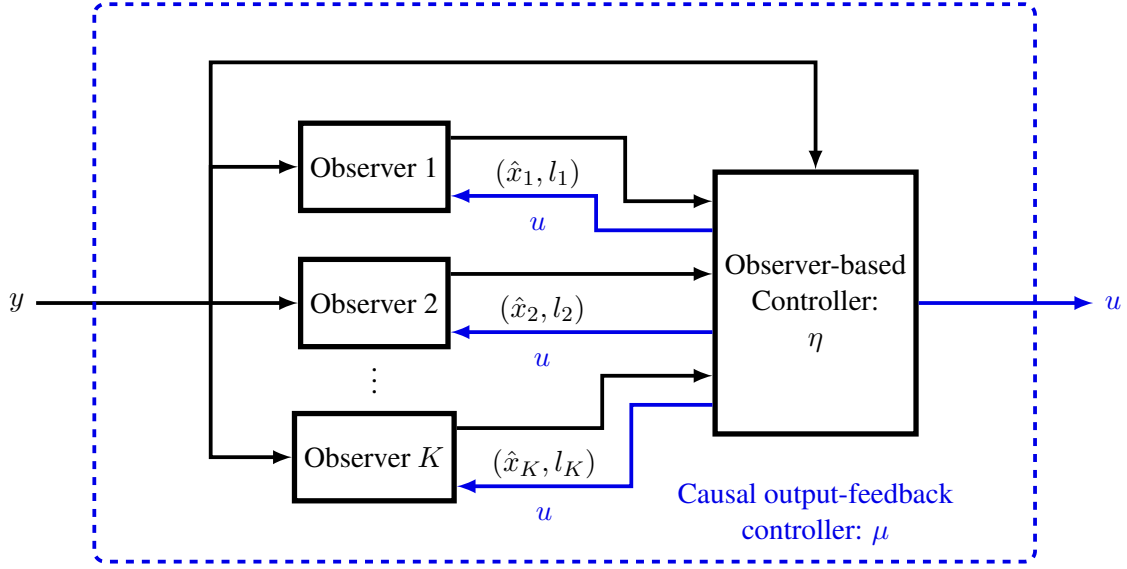 Observer 1
(x̂₁, l₁)
u
Observer 2
(x̂₂, l₂)
u
⋮
Observer K
(x̂_K, l_K)
u
y
Observer-based
Controller:
η
u
Causal output-feedback
controller: μ